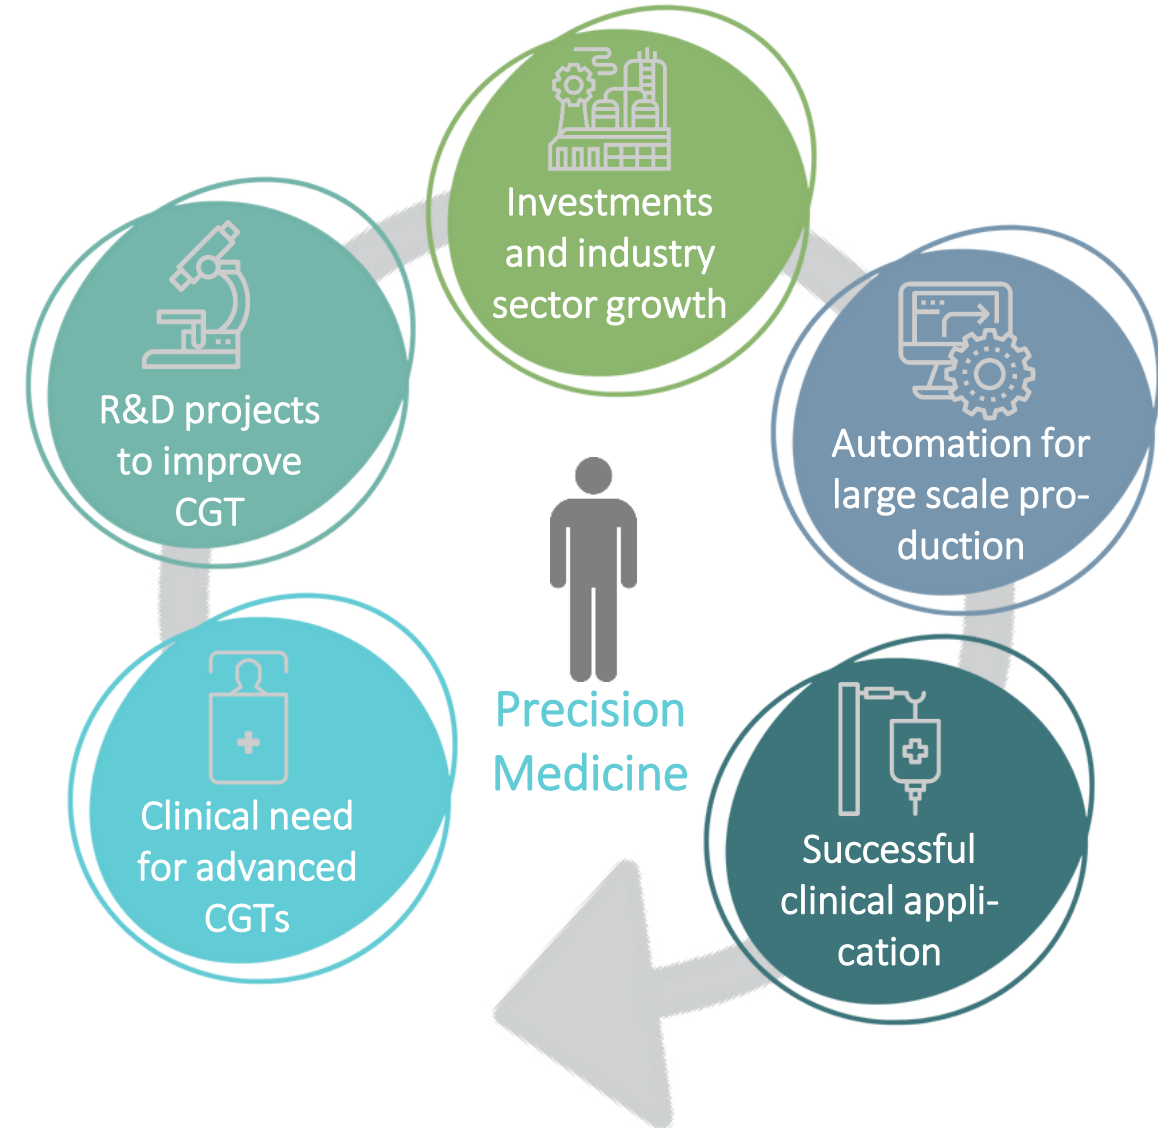 Investments
and industry
sector growth
R&D projects
to improve
CGT
Automation for
large scale pro-
duction
Precision
Medicine
Clinical need
for advanced
CGTs
Successful
clinical appli-
cation